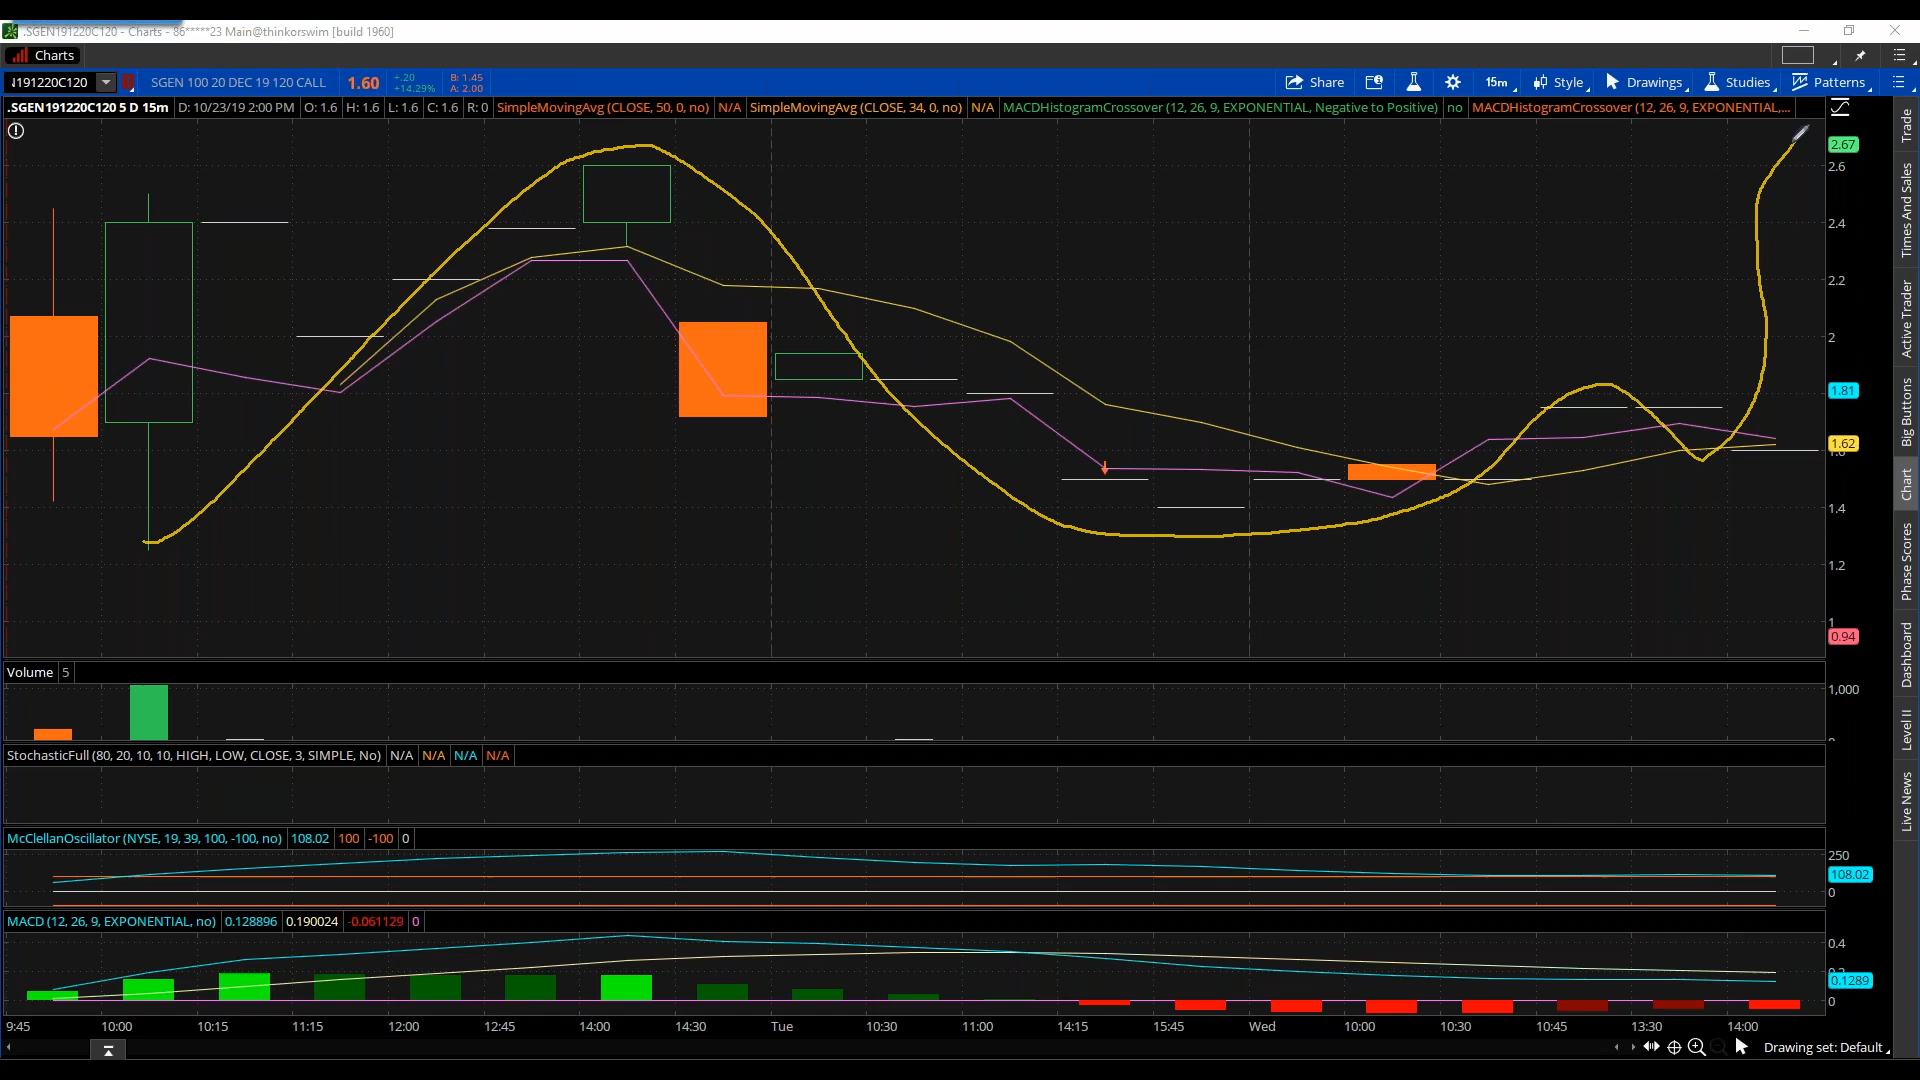 .SGEN191220C120 - Charts - 86*****23 Main@thinkorswim [build 1960]
Charts
I191220C120 SGEN 100 20 DEC 19 120 CALL 1.60 +.20 +14.29% B: 1.45 A: 2.00 Share 15m Style Drawings Studies Patterns
.SGEN191220C120 5 D 15m D: 10/23/19 2:00 PM O: 1.6 H: 1.6 L: 1.6 C: 1.6 R: 0 SimpleMovingAvg (CLOSE, 50, 0, no) N/A SimpleMovingAvg (CLOSE, 34, 0, no) N/A MACDHistogramCrossover (12, 26, 9, EXPONENTIAL, Negative to Positive) no MACDHistogramCrossover (12, 26, 9, EXPONENTIAL,...
2.67
2.6
2.4
2.2
2
1.81
1.62
1.4
1.2
1
0.94
Volume 5
1,000
StochasticFull (80, 20, 10, 10, HIGH, LOW, CLOSE, 3, SIMPLE, No) N/A N/A N/A N/A
McClellanOscillator (NYSE, 19, 39, 100, -100, no) 108.02 100 -100 0
250
108.02
0
MACD (12, 26, 9, EXPONENTIAL, no) 0.128896 0.190024 -0.061129 0
0.4
0.1289
0
9:45 10:00 10:15 11:15 12:00 12:45 14:00 14:30 Tue 10:30 11:00 14:15 15:45 Wed 10:00 10:30 10:45 13:30 14:00
Drawing set: Default
Trade
Times And Sales
Active Trader
Big Buttons
Chart
Phase Scores
Dashboard
Level II
Live News